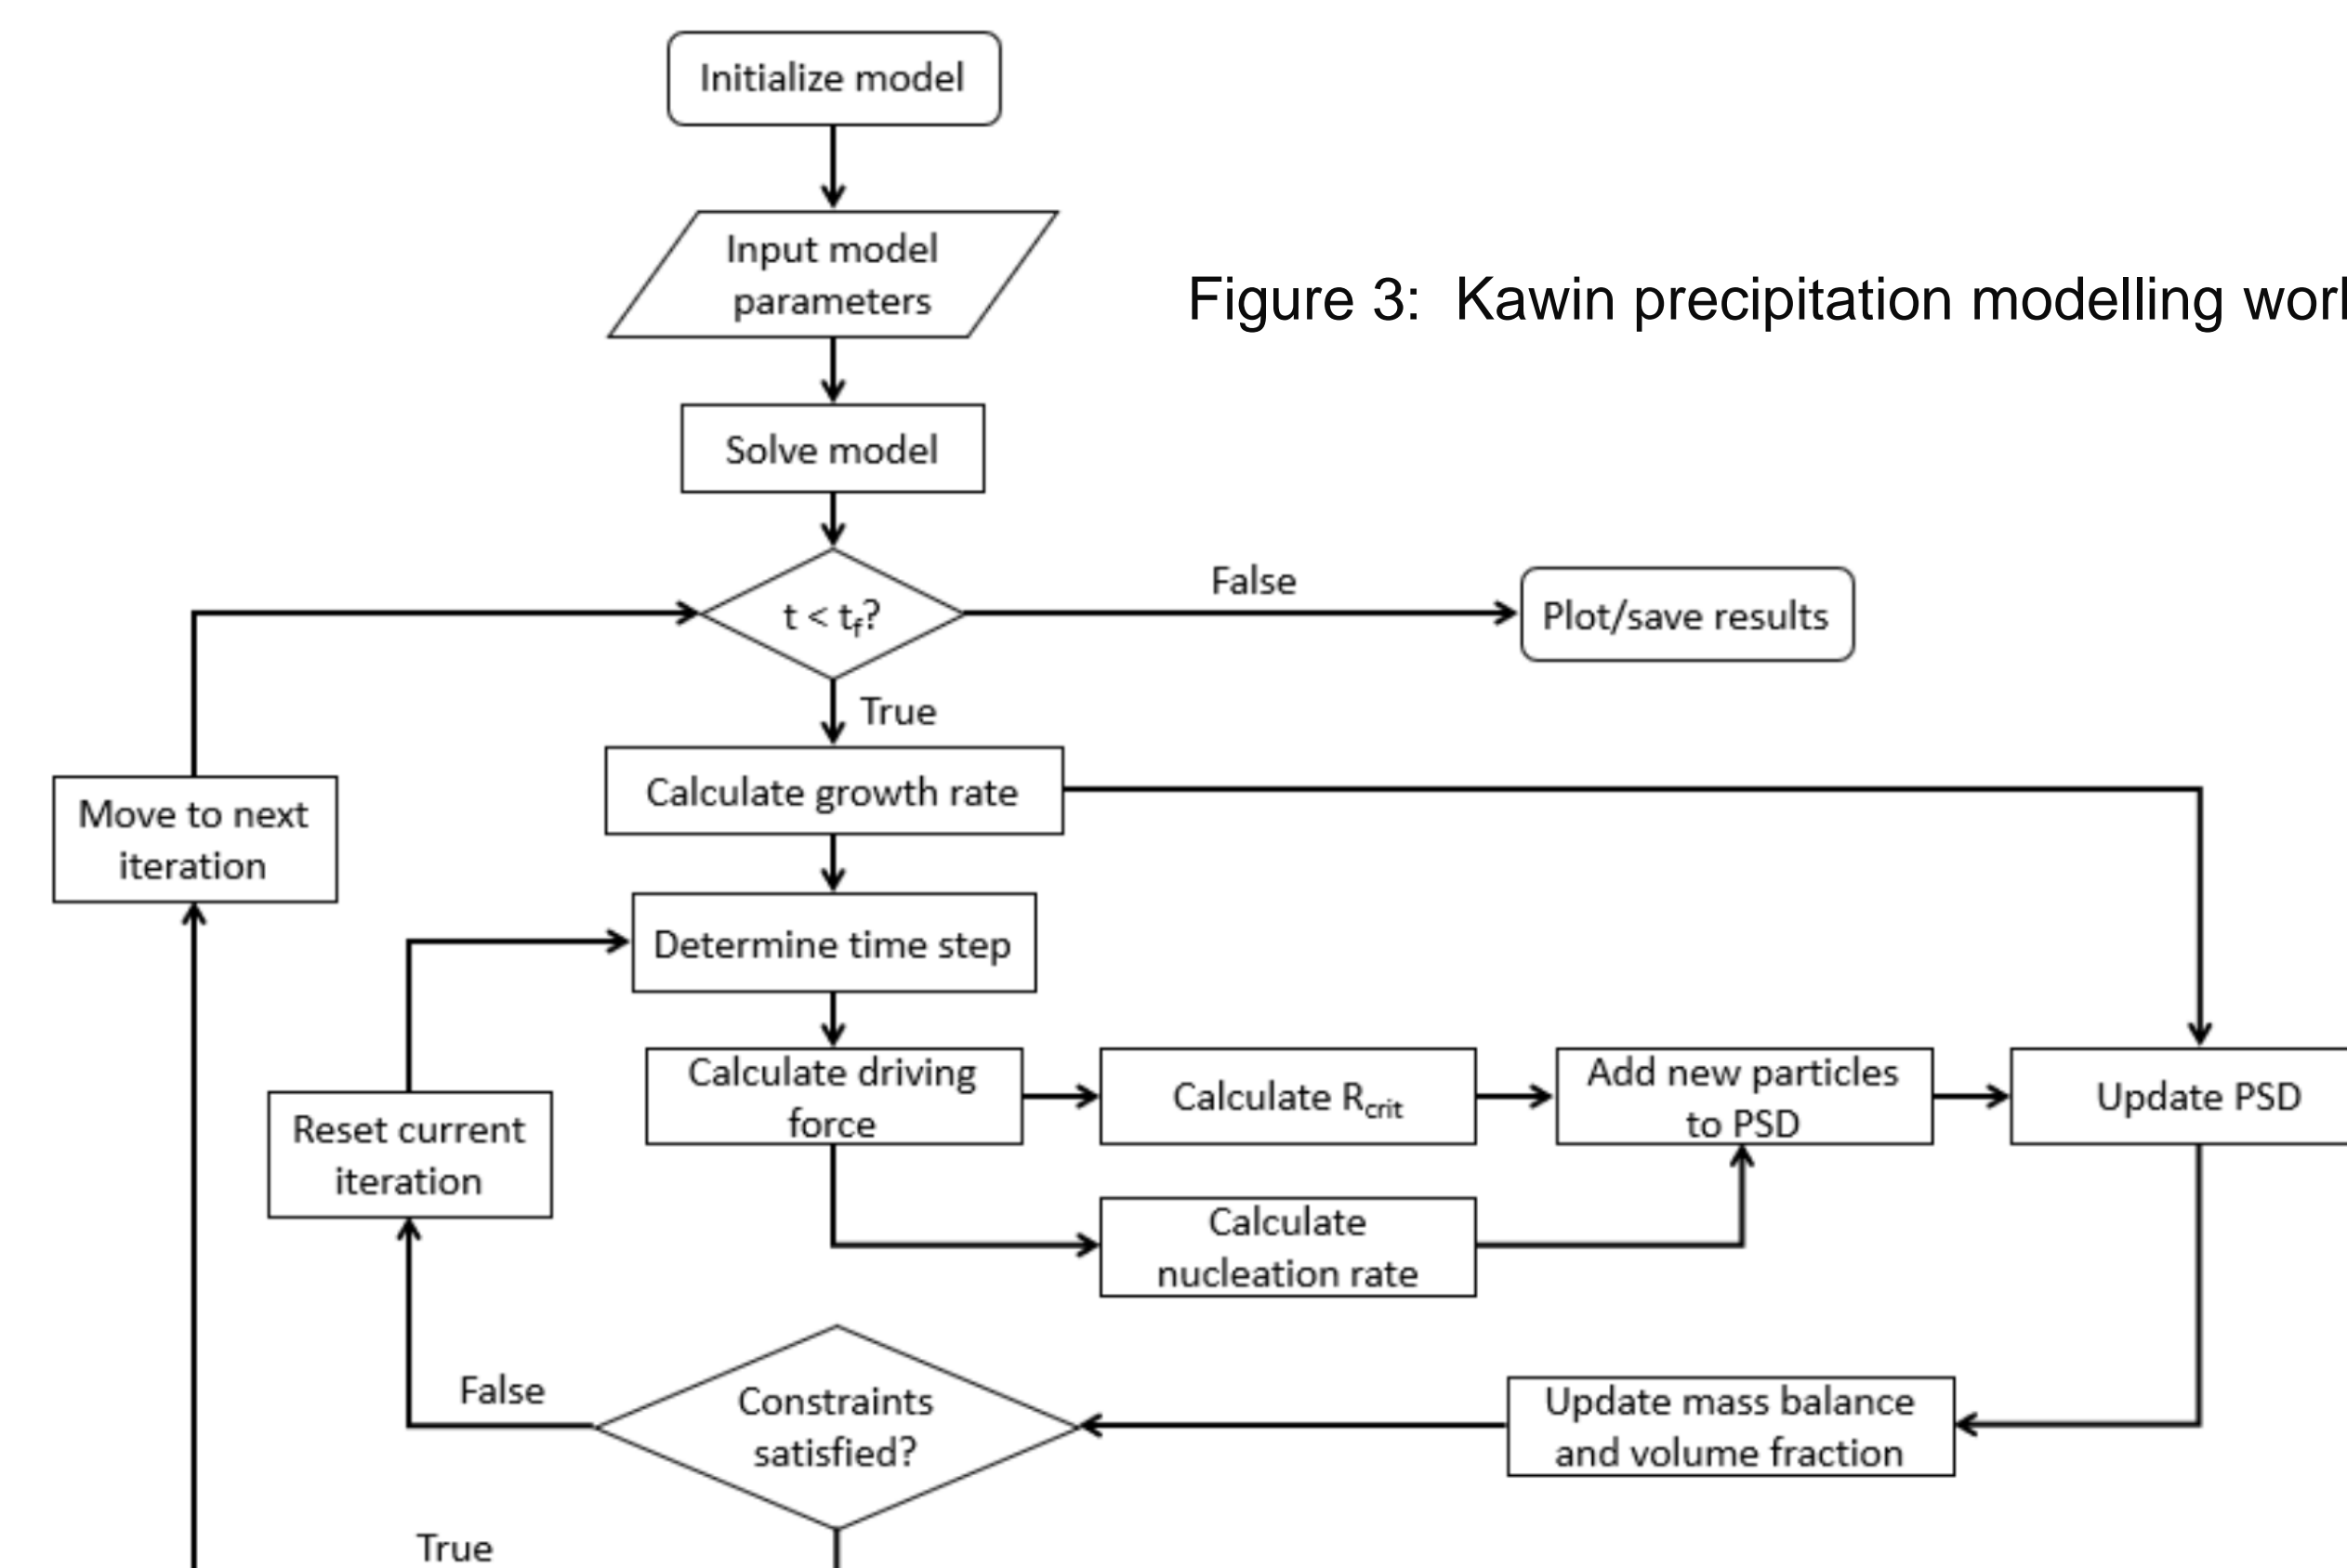 Initialize model
Input model
parameters
Figure 3: Kawin precipitation modelling
Solve model
t < tf?
False
Plot/save results
True
Calculate growth rate
Move to next
iteration
Determine time step
Calculate driving
force
Calculate Rcrit
Add new particles
to PSD
Update PSD
Reset current
iteration
Calculate
nucleation rate
False
Constraints
satisfied?
Update mass balance
and volume fraction
True